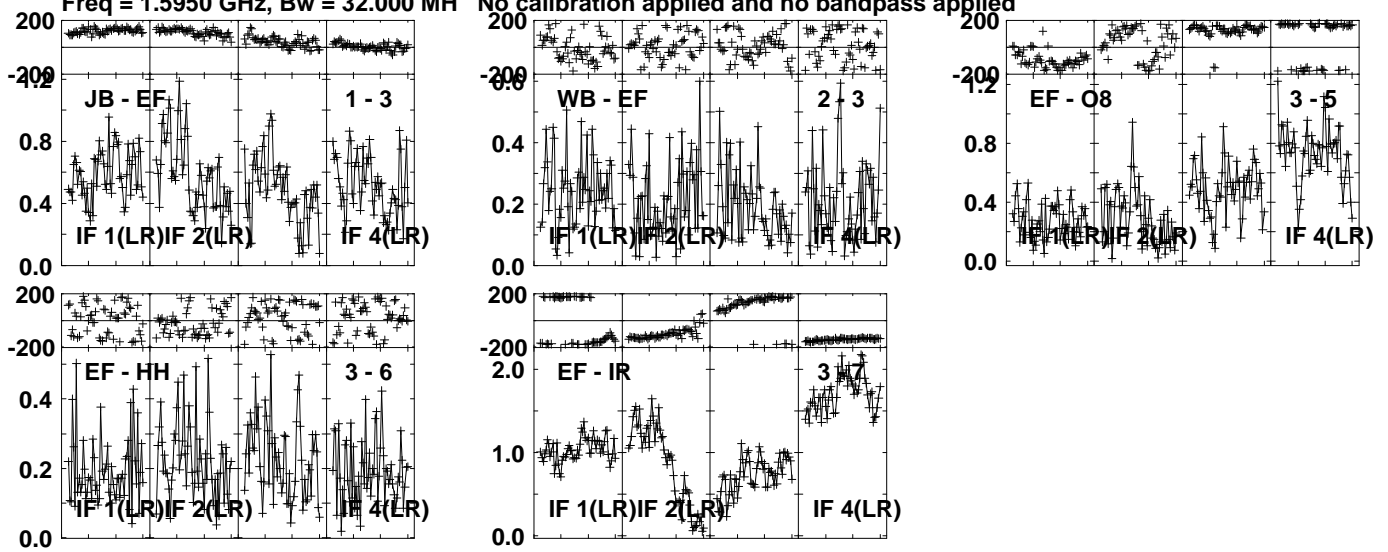 Freq = 1.5950 GHz, Bw = 32.000 MH No calibration applied and no bandpass applied
200
-200
1.2
0.8
0.4
0.0
JB - EF
1 - 3
IF 1(LR)
IF 2(LR)
IF 4(LR)
200
-200
0.6
0.4
0.2
0.0
WB - EF
2 - 3
IF 1(LR)
IF 2(LR)
IF 4(LR)
200
-200
1.2
0.8
0.4
0.0
EF - O8
3 - 5
IF 1(LR)
IF 2(LR)
IF 4(LR)
200
-200
0.4
0.2
0.0
EF - HH
3 - 6
IF 1(LR)
IF 2(LR)
IF 4(LR)
200
-200
2.0
1.0
0.0
EF - IR
3 - 7
IF 1(LR)
IF 2(LR)
IF 4(LR)